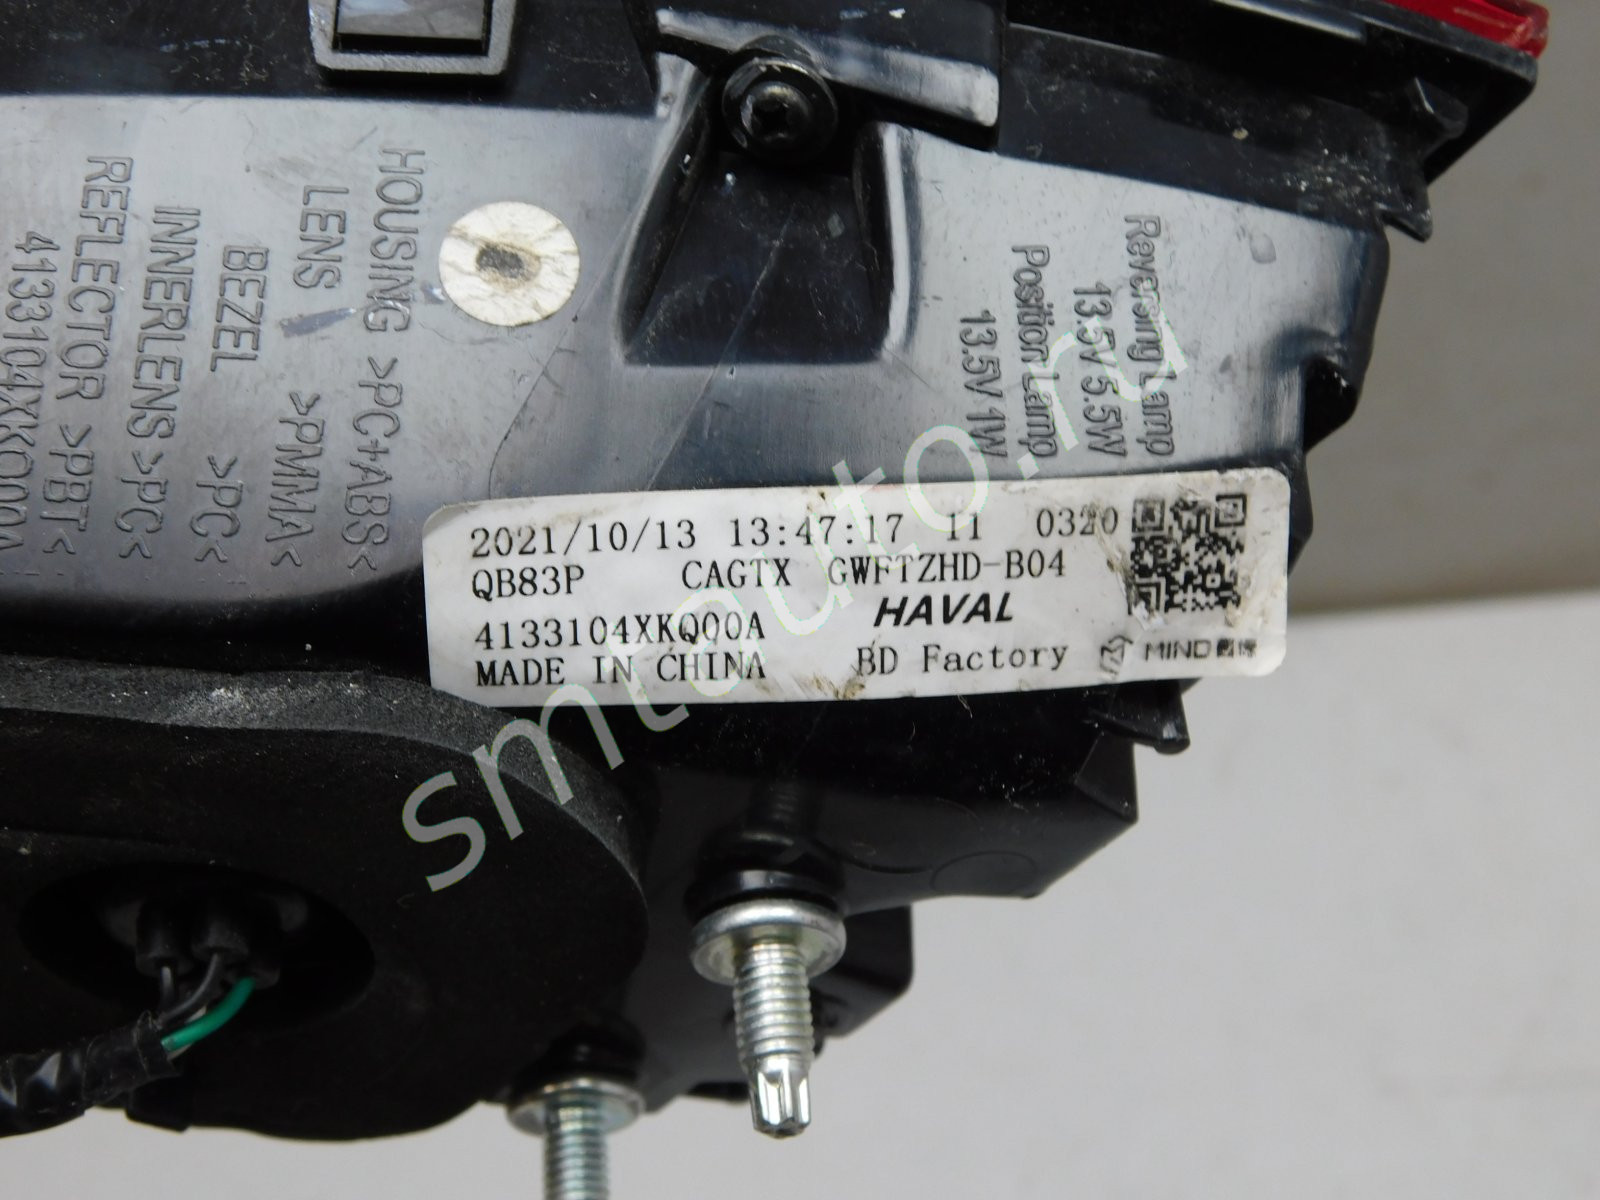 HOUSING >PC+ABS<
LENS >PMMA<
BEZEL >PC<
INNERLENS >PC<
REFLECTOR >PBT<
4133104XKQ00A
Reversing Lamp
13.5V 5.5W
Position Lamp
13.5V 1W
2021/10/13 13:47:17 11 0320
QB83P CAGTX GWFTZHD-B04
4133104XKQ00A HAVAL
MADE IN CHINA BD Factory MIND
smtauto.ru